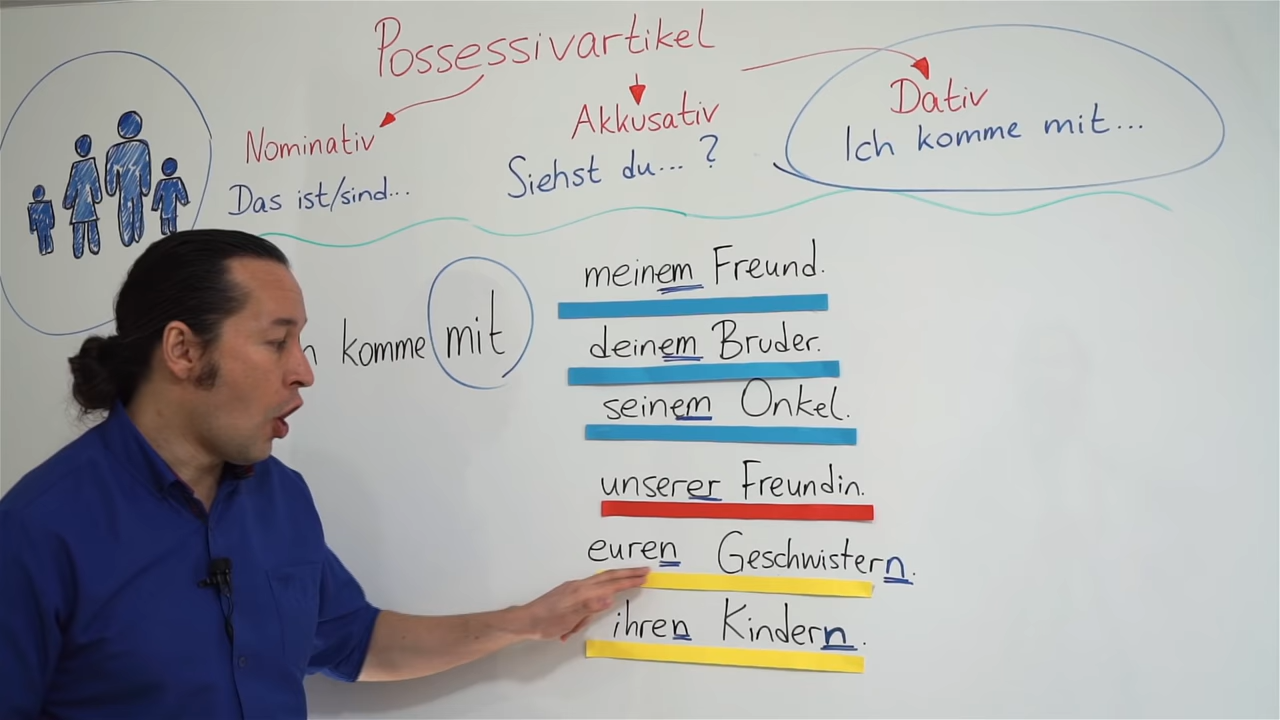 Possessivartikel
Nominativ
Das ist/sind...
Akkusativ
Siehst du... ?
Dativ
Ich komme mit...
komme mit
meinem Freund.
deinem Bruder.
seinem Onkel.
unserer Freundin.
euren Geschwistern.
ihren Kindern.